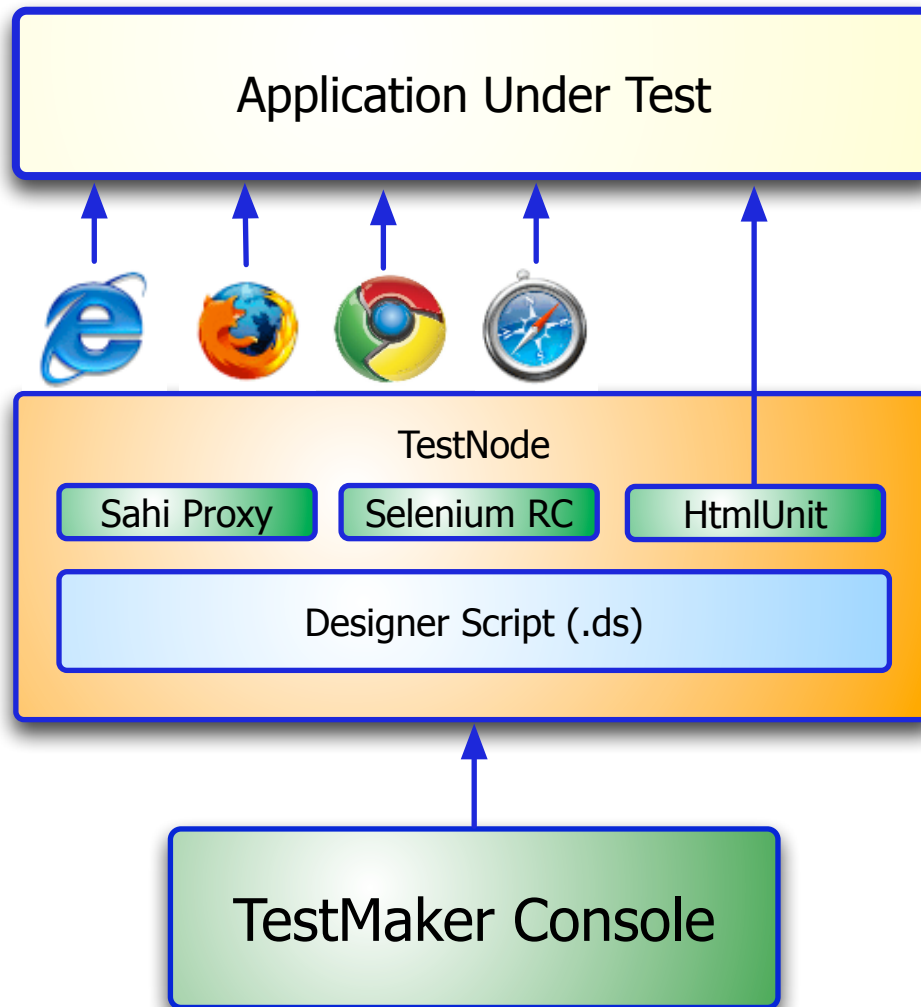 Application Under Test
TestNode
Sahi Proxy
Selenium RC
HtmlUnit
Designer Script (.ds)
TestMaker Console